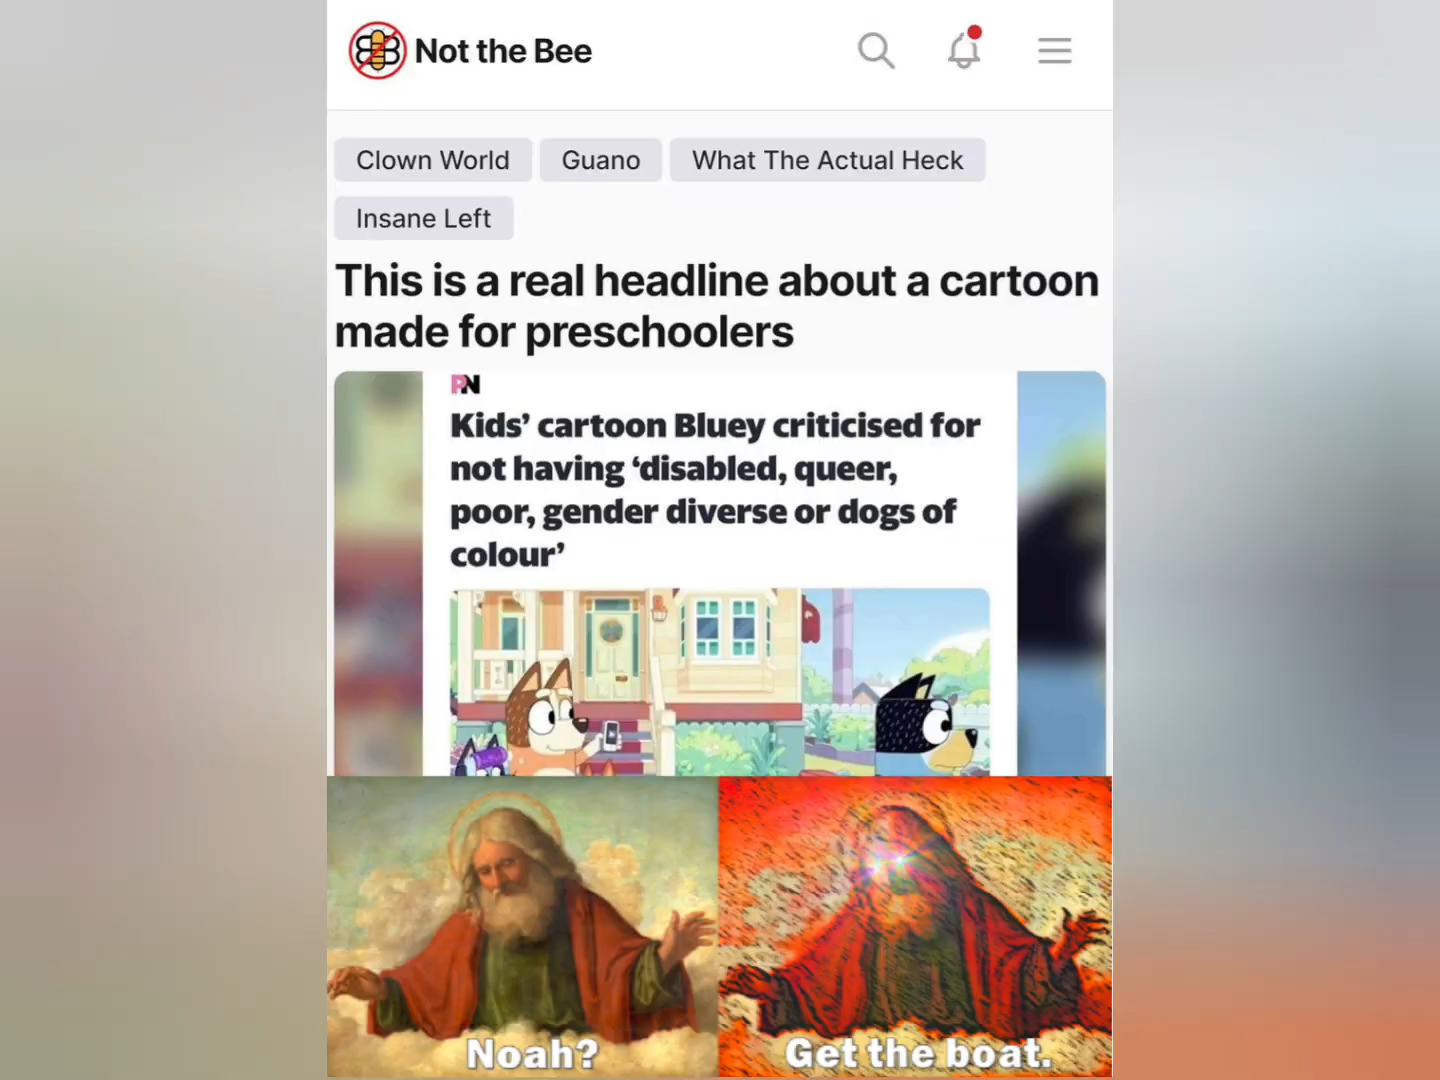 Not the Bee
Clown World
Guano
What The Actual Heck
Insane Left
This is a real headline about a cartoon
made for preschoolers
PN
Kids’ cartoon Bluey criticised for
not having ‘disabled, queer,
poor, gender diverse or dogs of
colour’
Noah?
Get the boat.